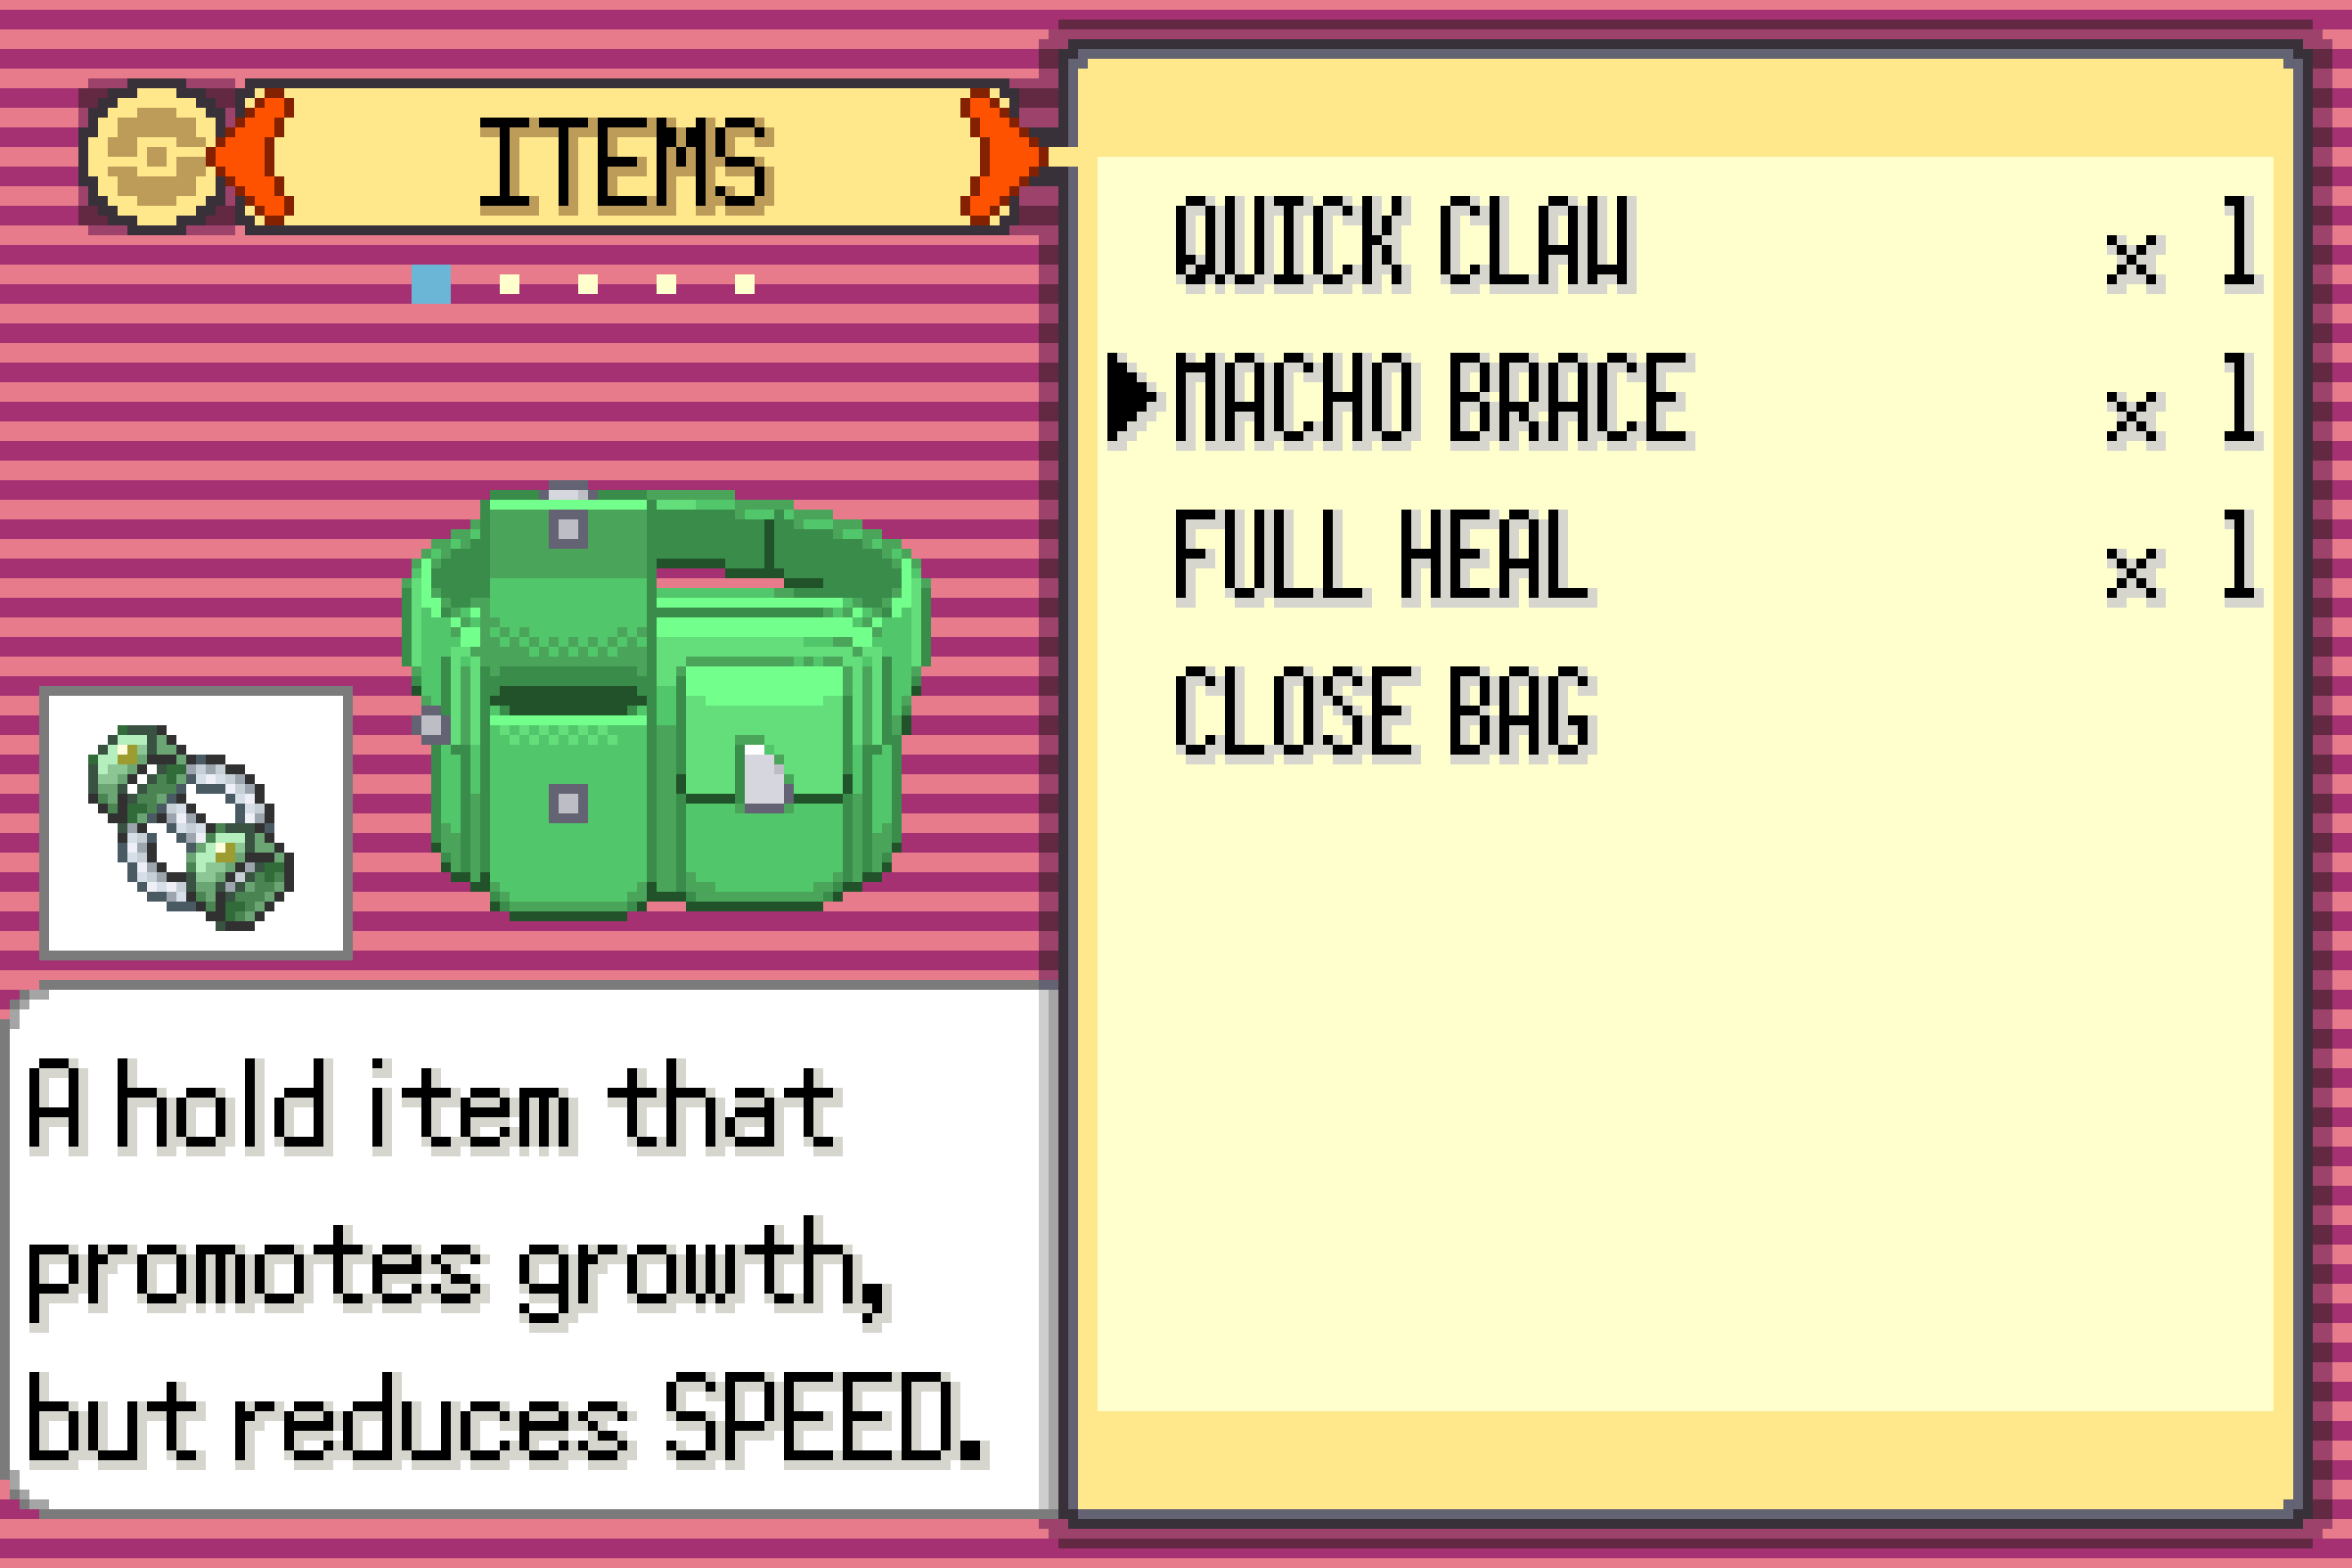 ITEMS
QUICK CLAW × 1
MACHO BRACE × 1
FULL HEAL × 1
CLOSE BAG
A hold item that
promotes growth,
but reduces SPEED.